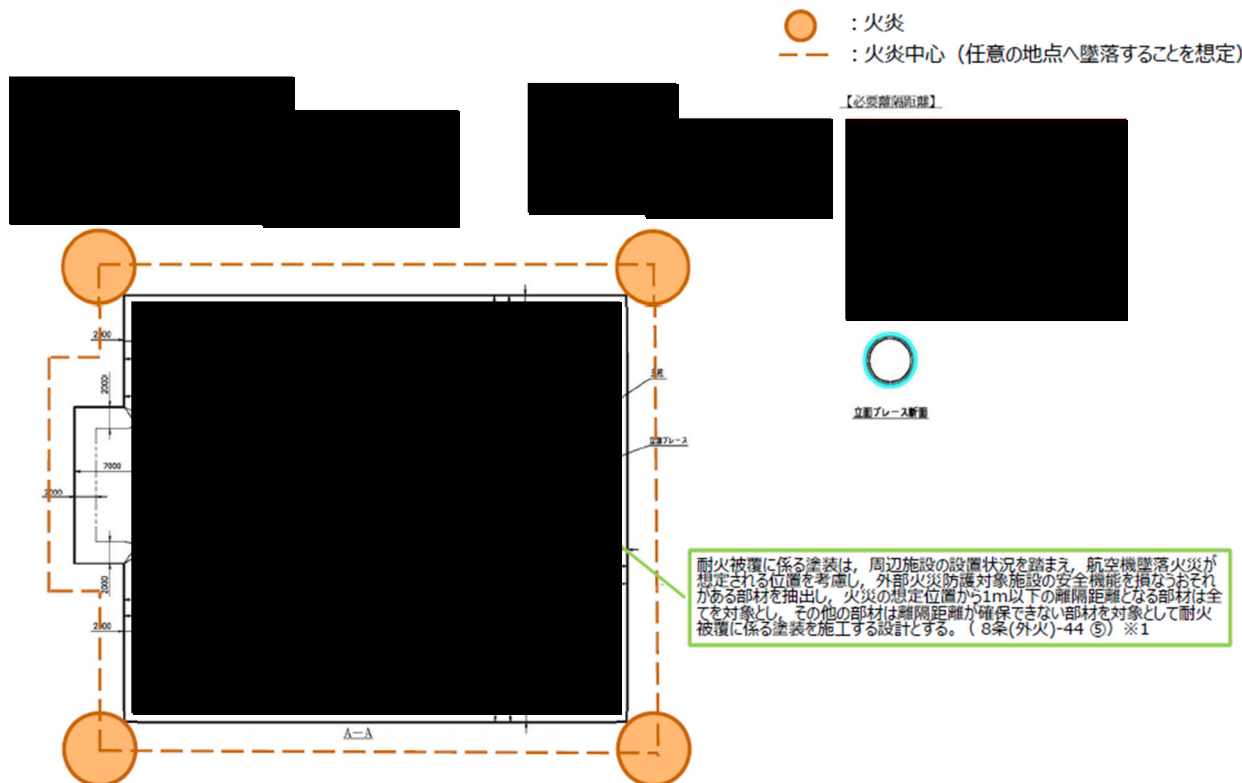 ：火炎
：火炎中心（任意の地点へ墜落することを想定）
【必要離隔距離】
2000
2000
主柱
立面ブレース
立面ブレース断面
7000
2000
2000
2000
耐火被覆に係る塗装は，周辺施設の設置状況を踏まえ，航空機墜落火災が
想定される位置を考慮し，外部火災防護対象施設の安全機能を損なうおそれ
がある部材を抽出し，火災の想定位置から1m以下の離隔距離となる部材は全
てを対象とし，その他の部材は離隔距離が確保できない部材を対象として耐火
被覆に係る塗装を施工する設計とする。（ 8条(外火)-44 ⑤）※1
A－A